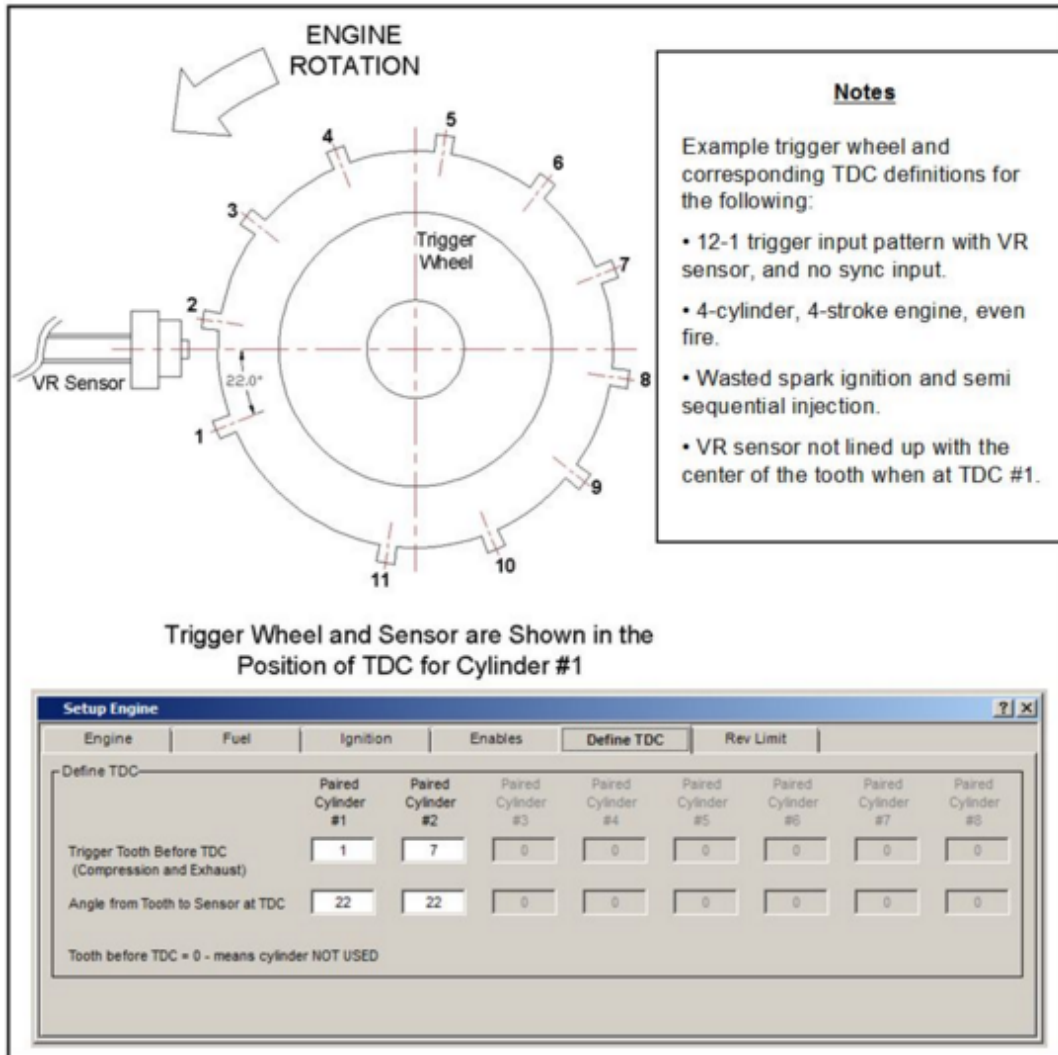 ENGINE
ROTATION
Notes
Example trigger wheel and
corresponding TDC definitions for
the following:
• 12-1 trigger input pattern with VR
sensor, and no sync input.
• 4-cylinder, 4-stroke engine, even
fire.
• Wasted spark ignition and semi
sequential injection.
• VR sensor not lined up with the
center of the tooth when at TDC #1.
4
5
6
3
Trigger
Wheel
7
2
VR Sensor
22.0°
8
1
9
10
11
Trigger Wheel and Sensor are Shown in the
Position of TDC for Cylinder #1
Setup Engine ? ×
Engine Fuel Ignition Enables Define TDC Rev Limit
Define TDC
Paired Paired Paired Paired Paired Paired Paired Paired
Cylinder Cylinder Cylinder Cylinder Cylinder Cylinder Cylinder Cylinder
#1 #2 #3 #4 #5 #6 #7 #8
Trigger Tooth Before TDC 1 7 0 0 0 0 0 0
(Compression and Exhaust)
Angle from Tooth to Sensor at TDC 22 22 0 0 0 0 0 0
Tooth before TDC = 0 - means cylinder NOT USED